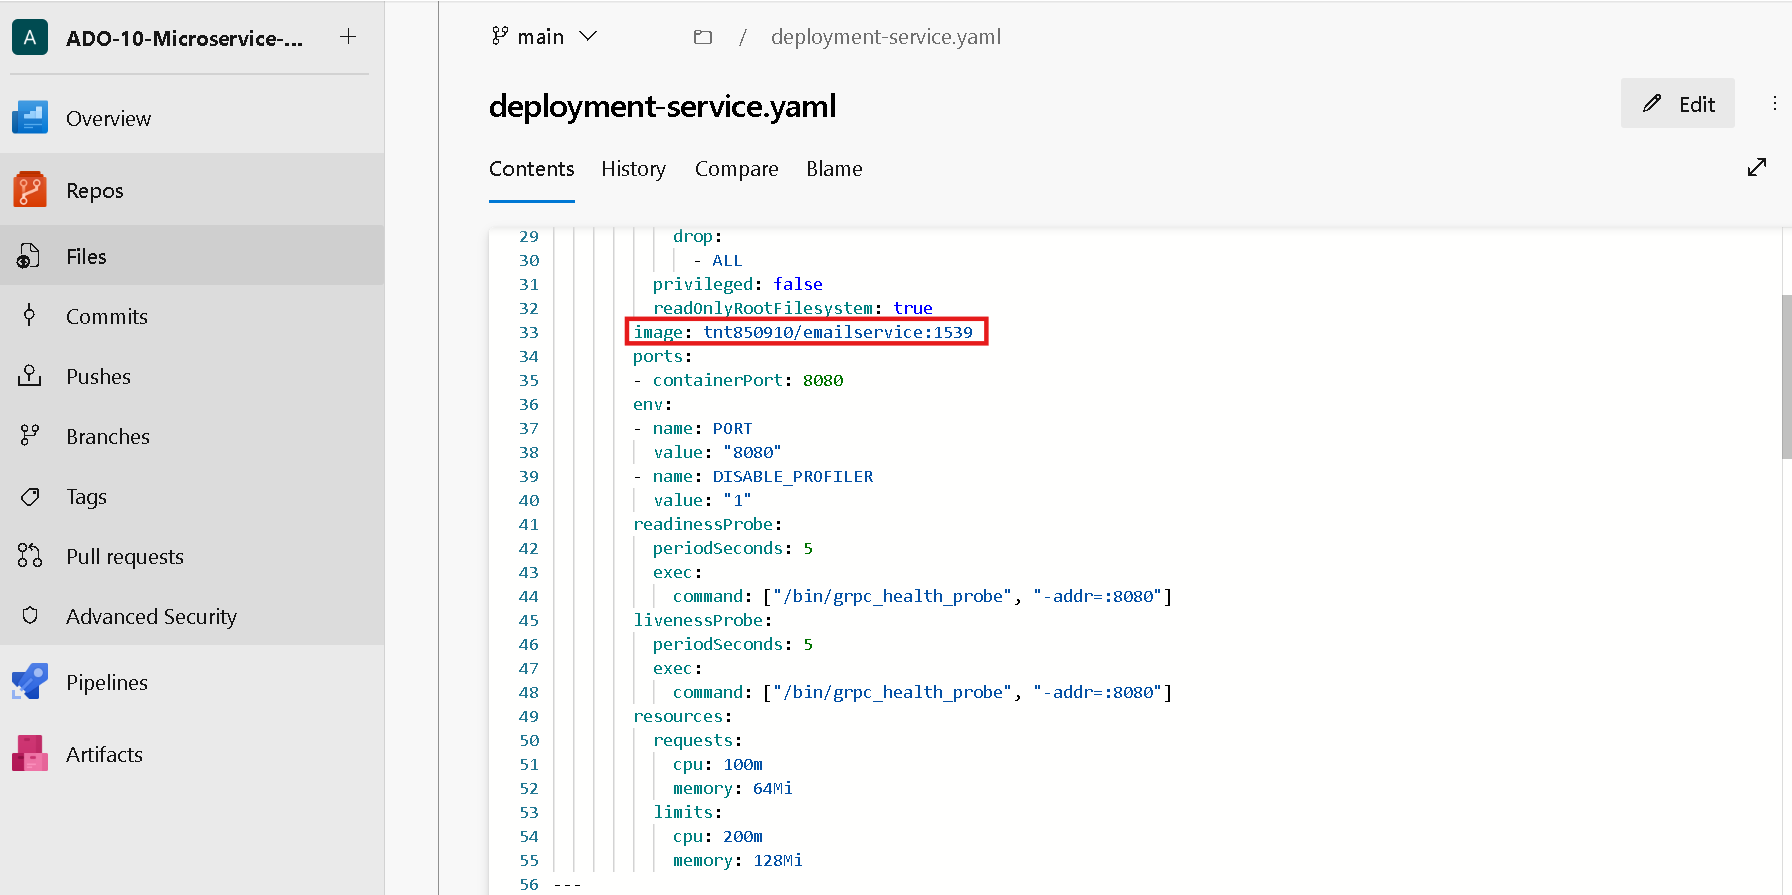 A ADO-10-Microservice-... +
Overview
Repos
Files
Commits
Pushes
Branches
Tags
Pull requests
Advanced Security
Pipelines
Artifacts
main / deployment-service.yaml
deployment-service.yaml
Edit
Contents History Compare Blame
29 drop:
30 - ALL
31 privileged: false
32 readOnlyRootFilesystem: true
33 image: tnt850910/emailservice:1539
34 ports:
35 - containerPort: 8080
36 env:
37 - name: PORT
38 value: "8080"
39 - name: DISABLE_PROFILER
40 value: "1"
41 readinessProbe:
42 periodSeconds: 5
43 exec:
44 command: ["/bin/grpc_health_probe", "-addr=:8080"]
45 livenessProbe:
46 periodSeconds: 5
47 exec:
48 command: ["/bin/grpc_health_probe", "-addr=:8080"]
49 resources:
50 requests:
51 cpu: 100m
52 memory: 64Mi
53 limits:
54 cpu: 200m
55 memory: 128Mi
56 ---